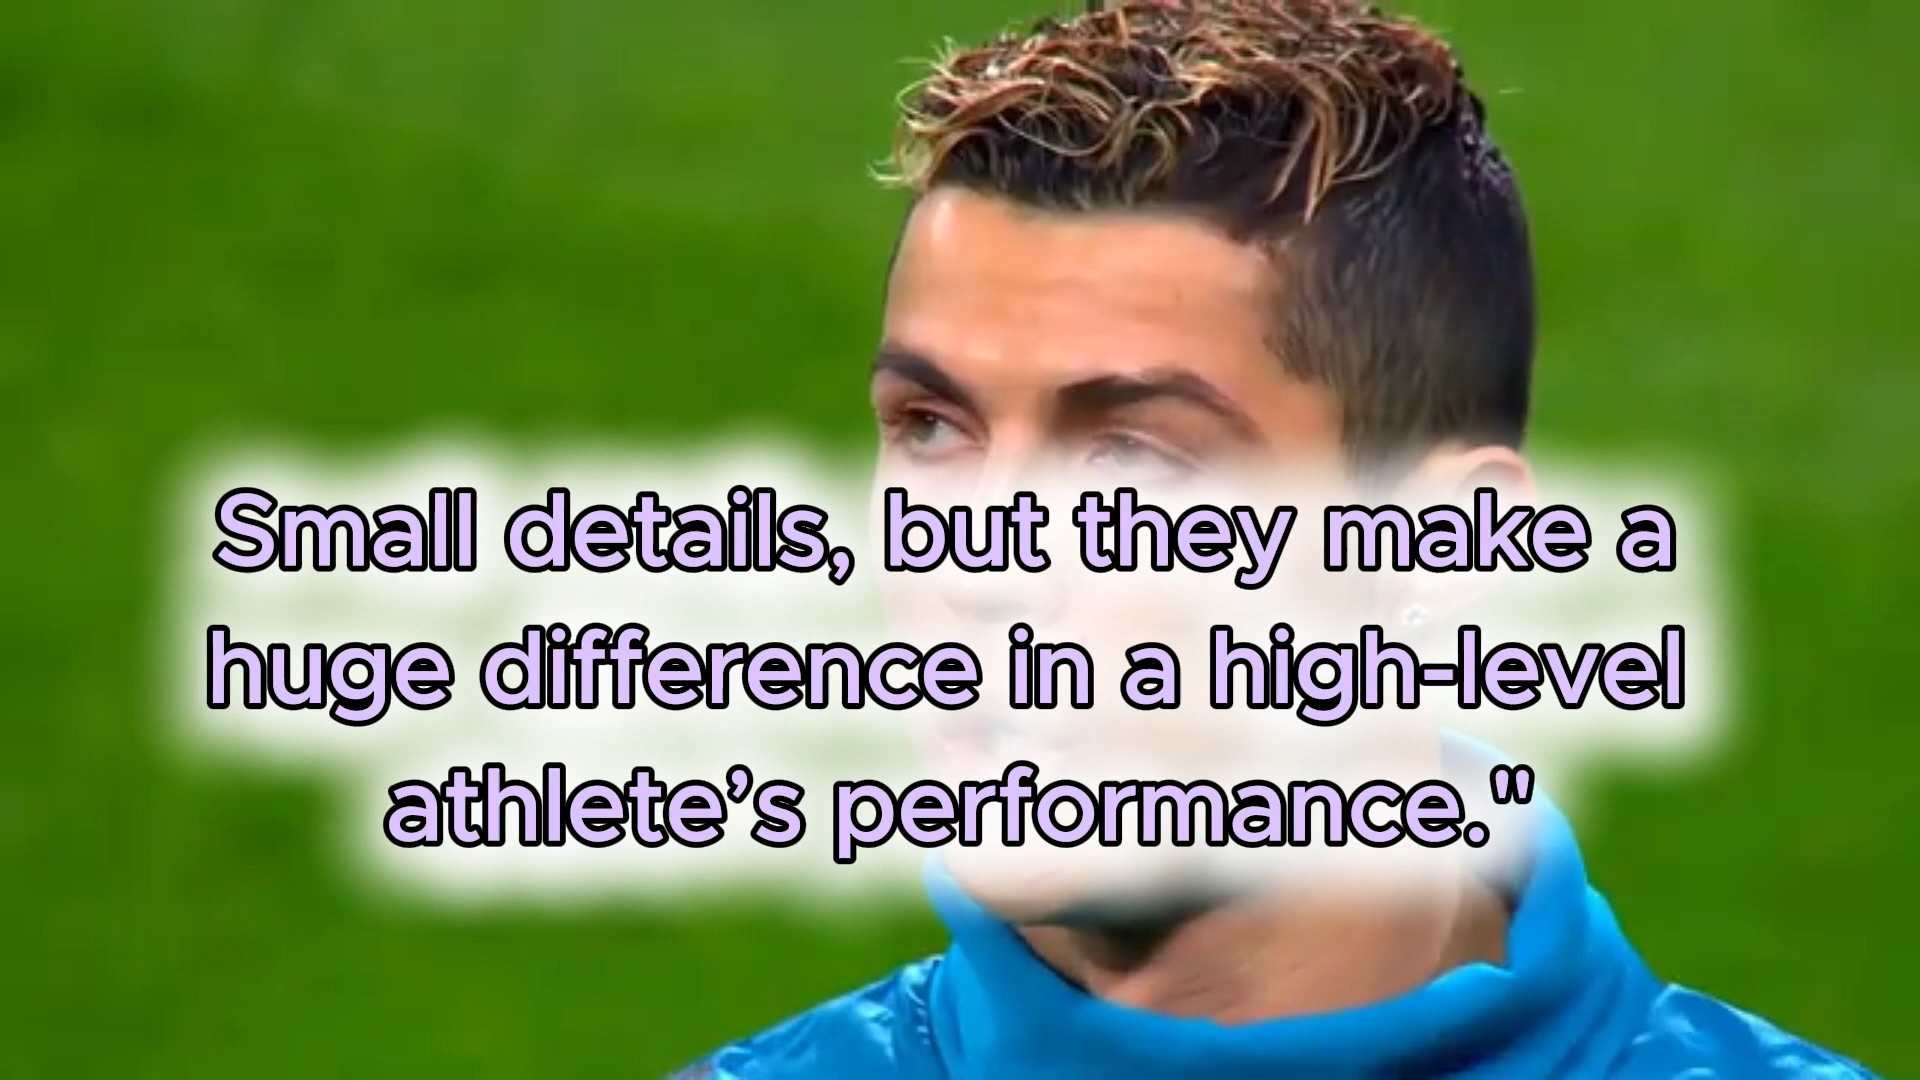 Small details, but they make a
huge difference in a high-level
athlete’s performance."